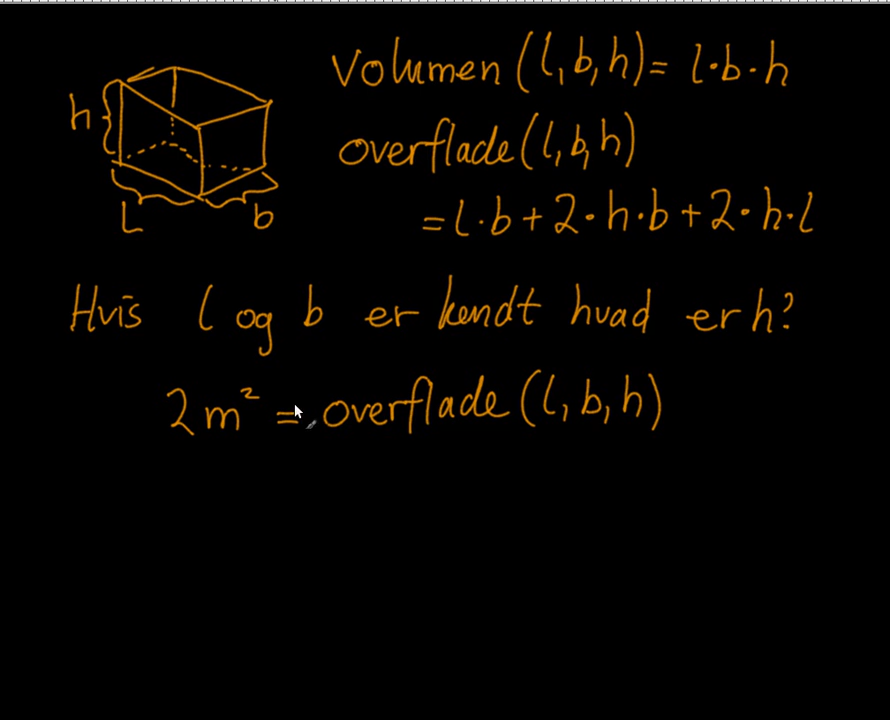 Volumen (l, b, h) = l·b·h
h
overflade (l, b, h)
= l·b + 2·h·b + 2·h·l
L b
Hvis l og b er kendt hvad er h?
2 m² = overflade (l, b, h)